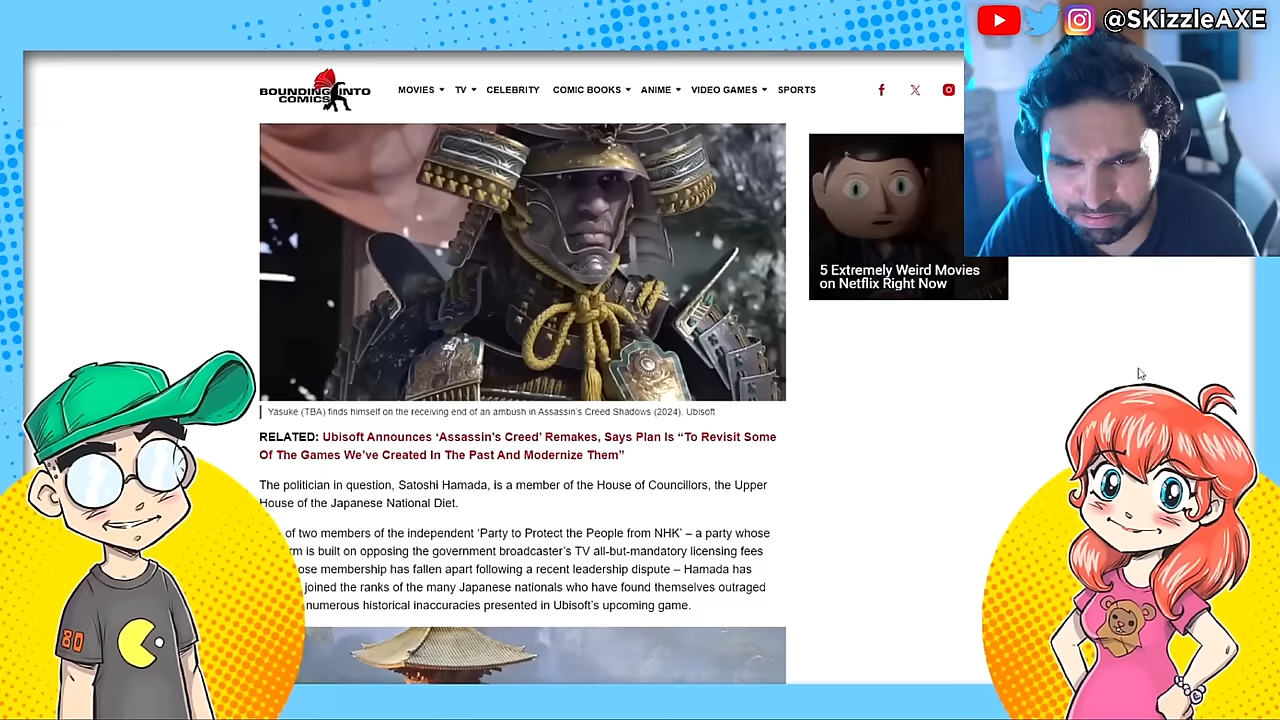 @SKizzleAXE
BOUNDING INTO
COMICS
MOVIES TV CELEBRITY COMIC BOOKS ANIME VIDEO GAMES SPORTS
5 Extremely Weird Movies
on Netflix Right Now
Yasuke (TBA) finds himself on the receiving end of an ambush in Assassin's Creed Shadows (2024), Ubisoft
RELATED: Ubisoft Announces ‘Assassin’s Creed’ Remakes, Says Plan Is “To Revisit Some
Of The Games We’ve Created In The Past And Modernize Them”
The politician in question, Satoshi Hamada, is a member of the House of Councillors, the Upper
House of the Japanese National Diet.
of two members of the independent ‘Party to Protect the People from NHK’ – a party whose
rm is built on opposing the government broadcaster’s TV all-but-mandatory licensing fees
ose membership has fallen apart following a recent leadership dispute – Hamada has
joined the ranks of the many Japanese nationals who have found themselves outraged
numerous historical inaccuracies presented in Ubisoft’s upcoming game.
80